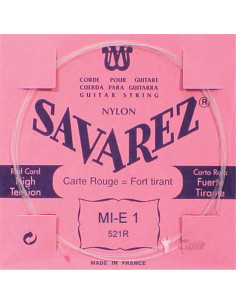 CORDE POUR GUITARE
CUERDA PARA GUITARRA
GUITAR STRING
NYLON
SAVAREZ®
Red Card
High
Tension
Carte Rouge = Fort tirant
Carta Roja
Fuerte
Tirante
MI-E 1
521R
MADE IN FRANCE